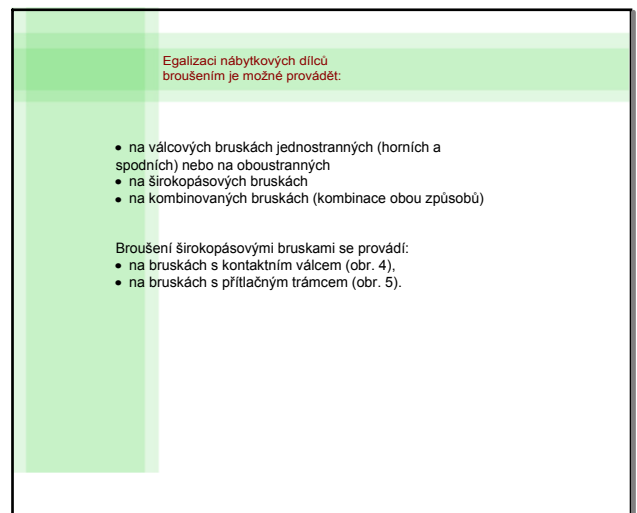 Egalizaci nábytkových dílců
broušením je možné provádět:
• na válcových bruskách jednostranných (horních a
spodních) nebo na oboustranných
• na širokopásových bruskách
• na kombinovaných bruskách (kombinace obou způsobů)
Broušení širokopásovými bruskami se provádí:
• na bruskách s kontaktním válcem (obr. 4),
• na bruskách s přítlačným trámcem (obr. 5).